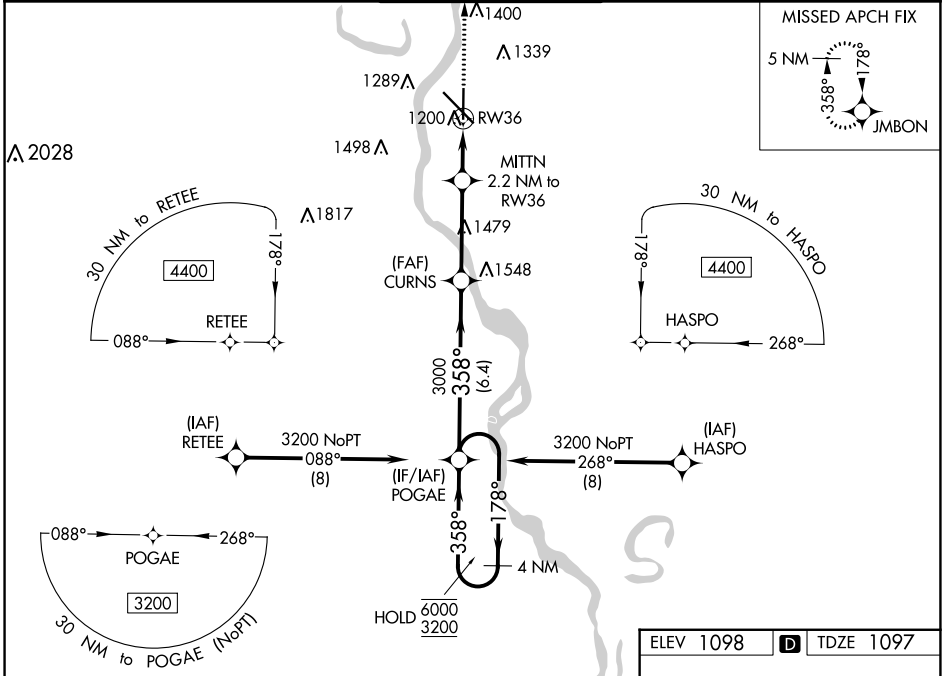 1400
1339
1289
1200
RW36
1498
2028
MITTN
2.2 NM to
RW36
1817
1479
(FAF)
CURNS
1548
MISSED APCH FIX
5 NM
358°
178°
JMBON
30 NM to RETEE
178°
4400
RETEE
088°
30 NM to HASPO
178°
4400
HASPO
268°
3000
358°
(6.4)
(IAF)
RETEE
3200 NoPT
088°
(8)
(IF/IAF)
POGAE
3200 NoPT
268°
(8)
(IAF)
HASPO
358°
178°
4 NM
HOLD
6000
3200
088°
268°
POGAE
3200
30 NM to POGAE (NoPT)
ELEV 1098
D
TDZE 1097